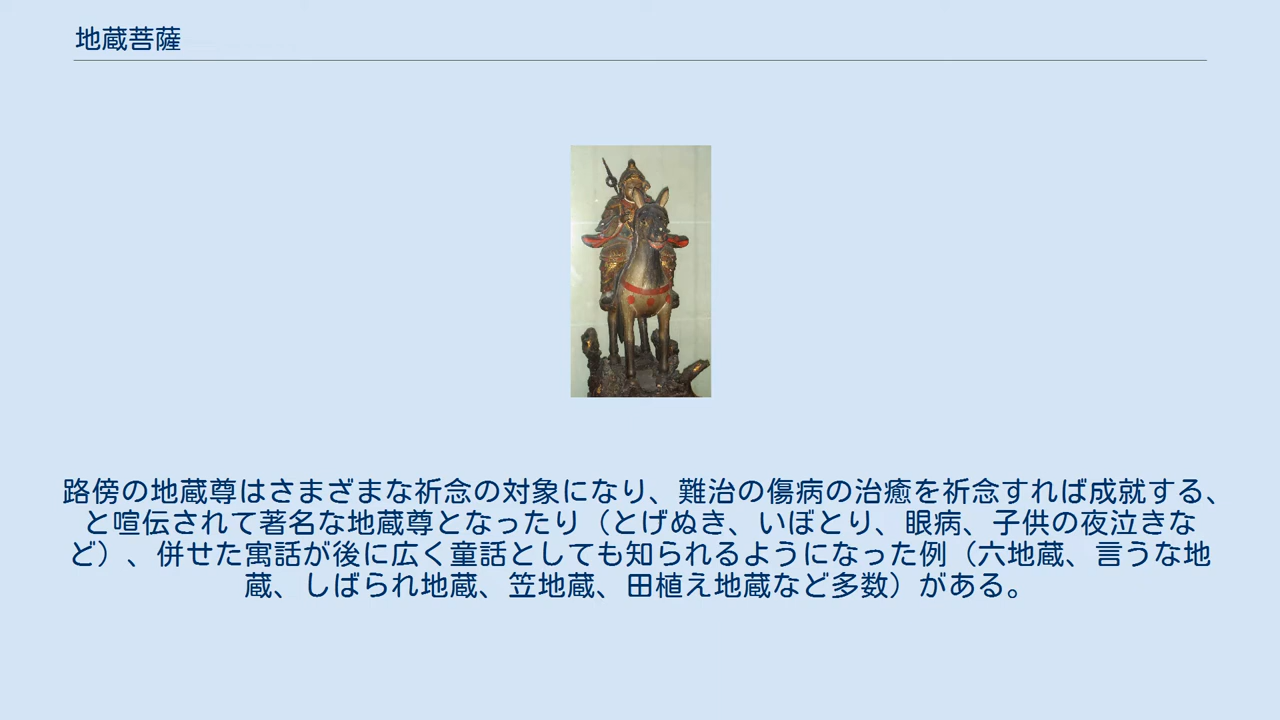 地蔵菩薩
路傍の地蔵尊はさまざまな祈念の対象になり、難治の傷病の治癒を祈念すれば成就する、
と喧伝されて著名な地蔵尊となったり（とげぬき、いぼとり、眼病、子供の夜泣きな
ど）、併せた寓話が後に広く童話としても知られるようになった例（六地蔵、言うな地
蔵、しばられ地蔵、笠地蔵、田植え地蔵など多数）がある。